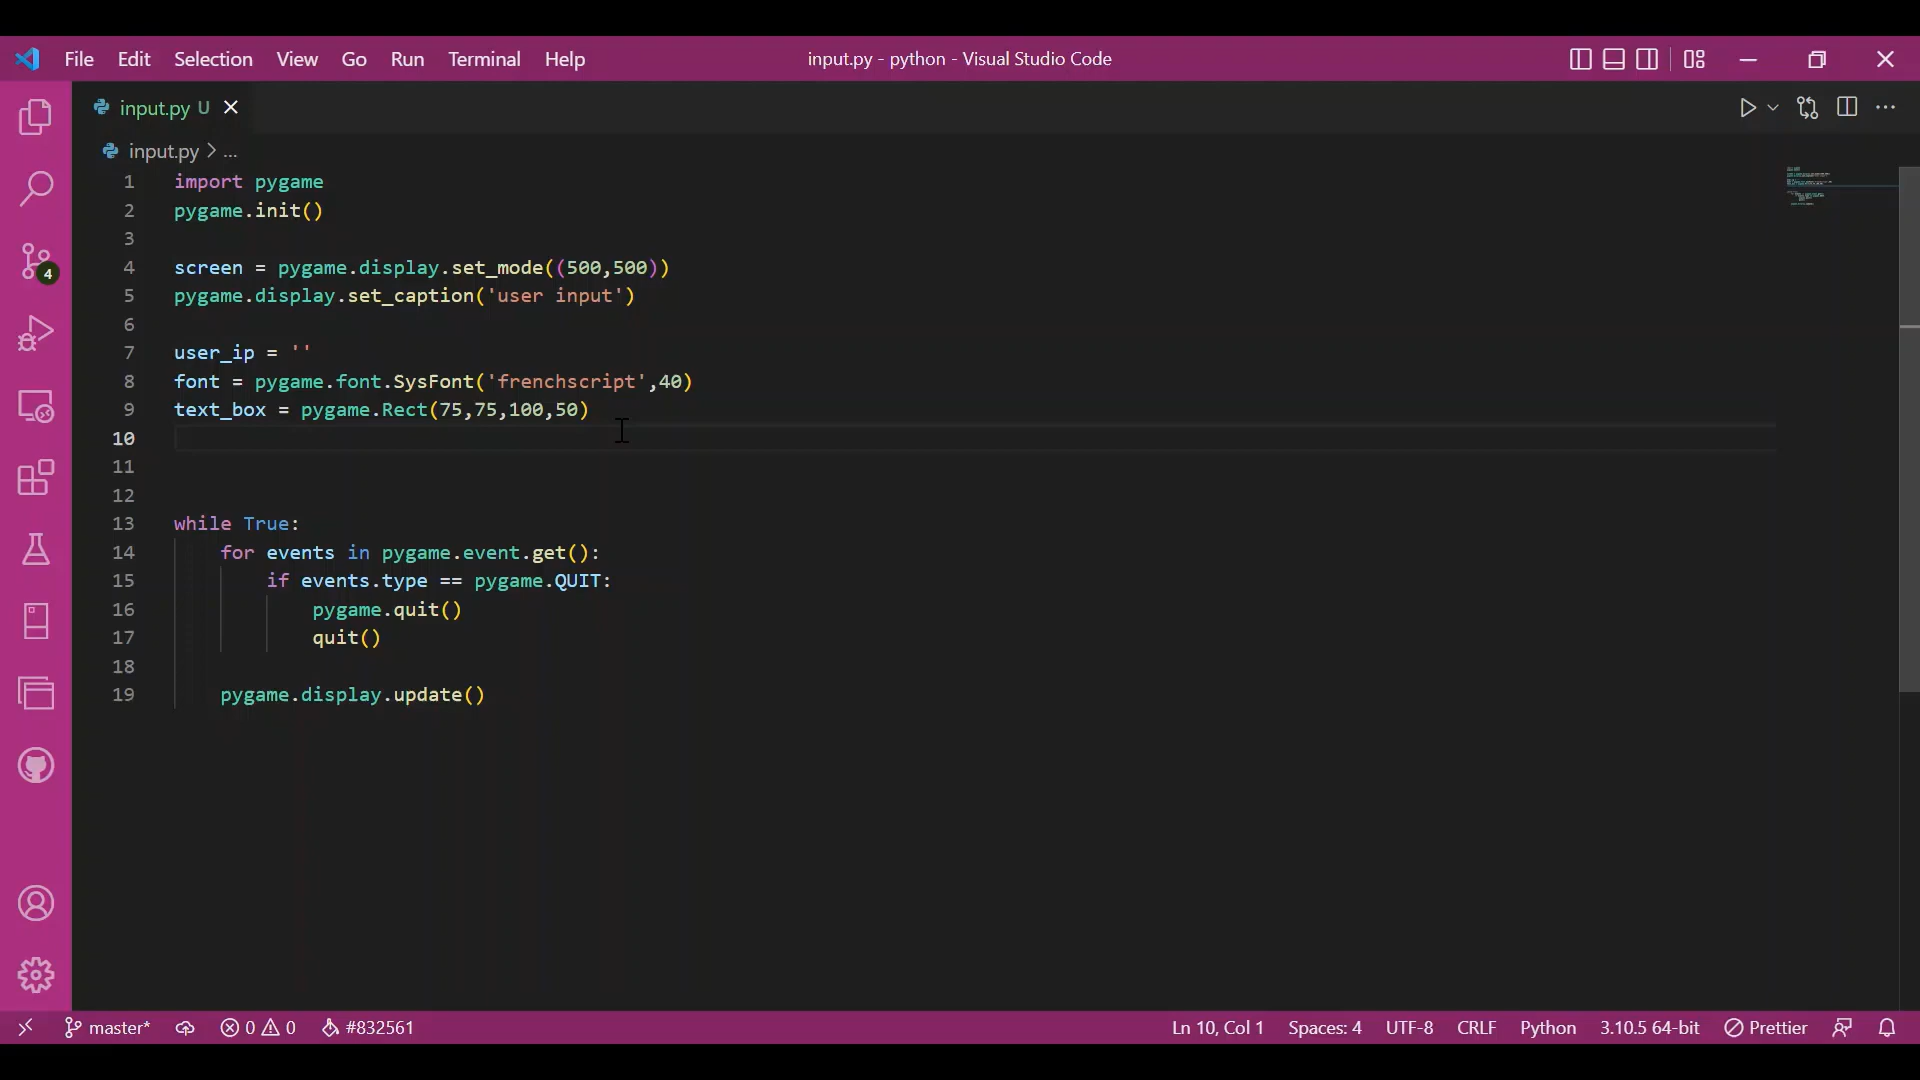 File Edit Selection View Go Run Terminal Help input.py - python - Visual Studio Code
input.py U
input.py > ...
1 import pygame
2 pygame.init()
3
4 screen = pygame.display.set_mode((500,500))
5 pygame.display.set_caption('user input')
6
7 user_ip = ''
8 font = pygame.font.SysFont('frenchscript',40)
9 text_box = pygame.Rect(75,75,100,50)
10
11
12
13 while True:
14     for events in pygame.event.get():
15         if events.type == pygame.QUIT:
16             pygame.quit()
17             quit()
18
19     pygame.display.update()
4
master* 0 0 #832561 Ln 10, Col 1 Spaces: 4 UTF-8 CRLF Python 3.10.5 64-bit Prettier